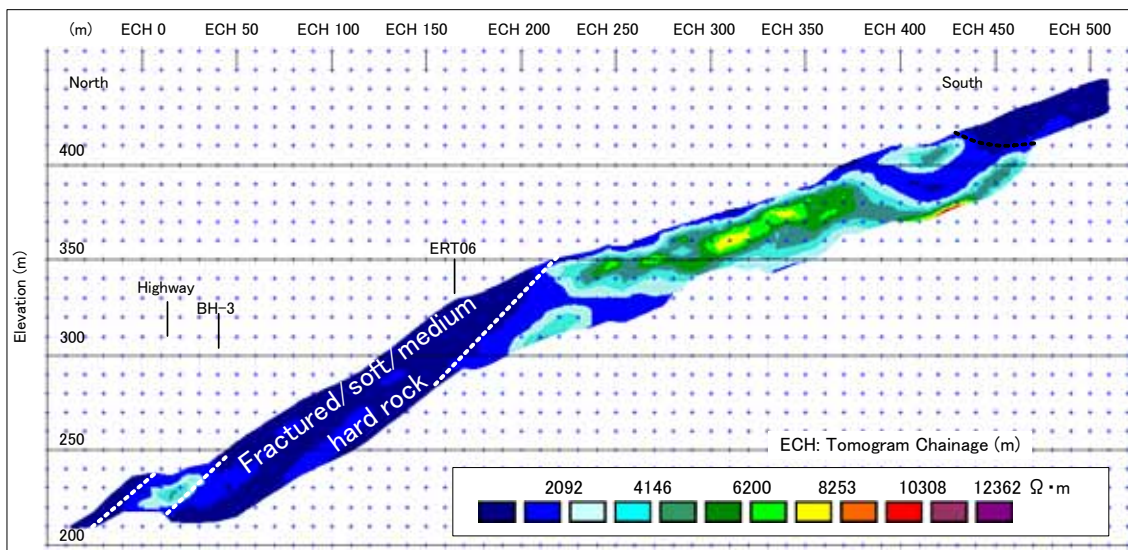 (m) ECH 0 ECH 50 ECH 100 ECH 150 ECH 200 ECH 250 ECH 300 ECH 350 ECH 400 ECH 450 ECH 500
North
South
400
ERT06
350
Highway
BH-3
Elevation (m)
300
Fractured/soft/medium
hard rock
250
ECH: Tomogram Chainage (m)
2092 4146 6200 8253 10308 12362 Ω·m
200